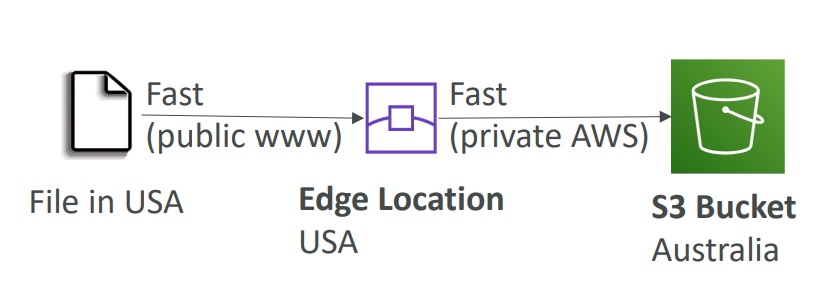 Fast
(public www)
Fast
(private AWS)
File in USA
Edge Location
USA
S3 Bucket
Australia